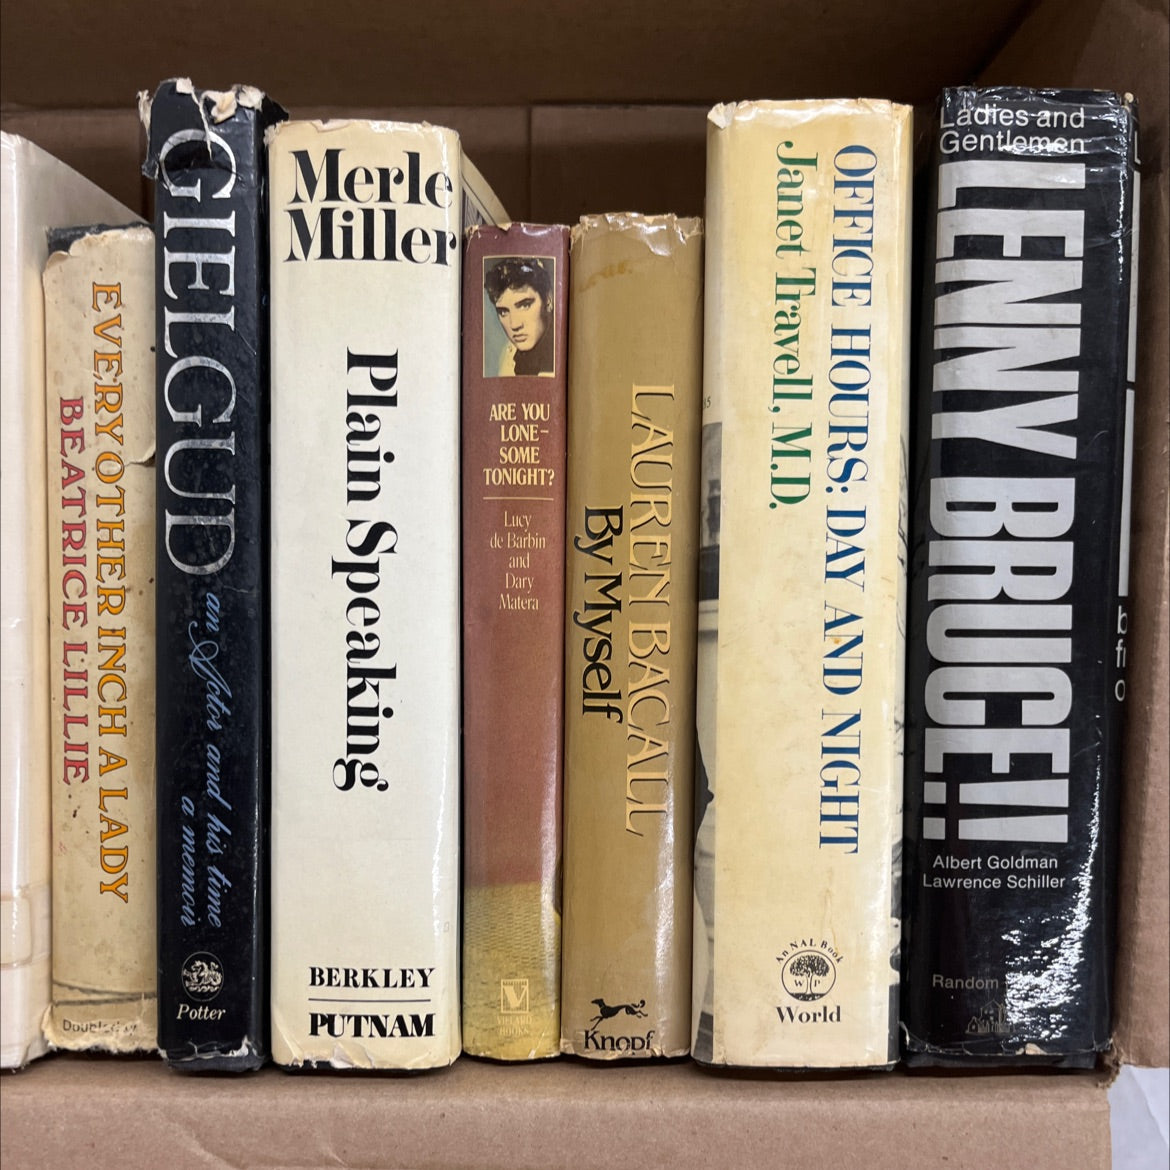 EVERY OTHER INCH A LADY
BEATRICE LILLIE
Doubleday
GIELGUD
an Actor and his time
a memoir
Potter
Merle
Miller
Plain Speaking
BERKLEY
PUTNAM
ARE YOU
LONE-
SOME
TONIGHT?
Lucy
de Barbin
and
Dary
Matera
V
VILLARD
BOOKS
LAUREN BACALL
By Myself
Knopf
OFFICE HOURS: DAY AND NIGHT
Janet Travell, M.D.
An NAL Book
W P
World
Ladies and
Gentlemen
LENNY BRUCE!!
Albert Goldman
Lawrence Schiller
Random